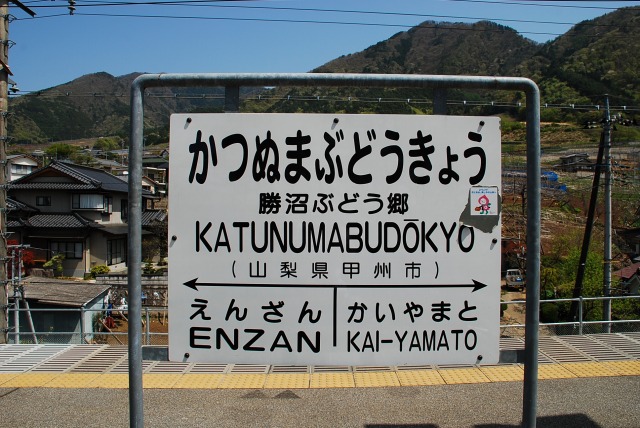 かつぬまぶどうきょう
勝沼ぶどう郷
KATUNUMABUDŌKYO
(山梨県甲州市)
えんざん かいやまと
ENZAN KAI-YAMATO